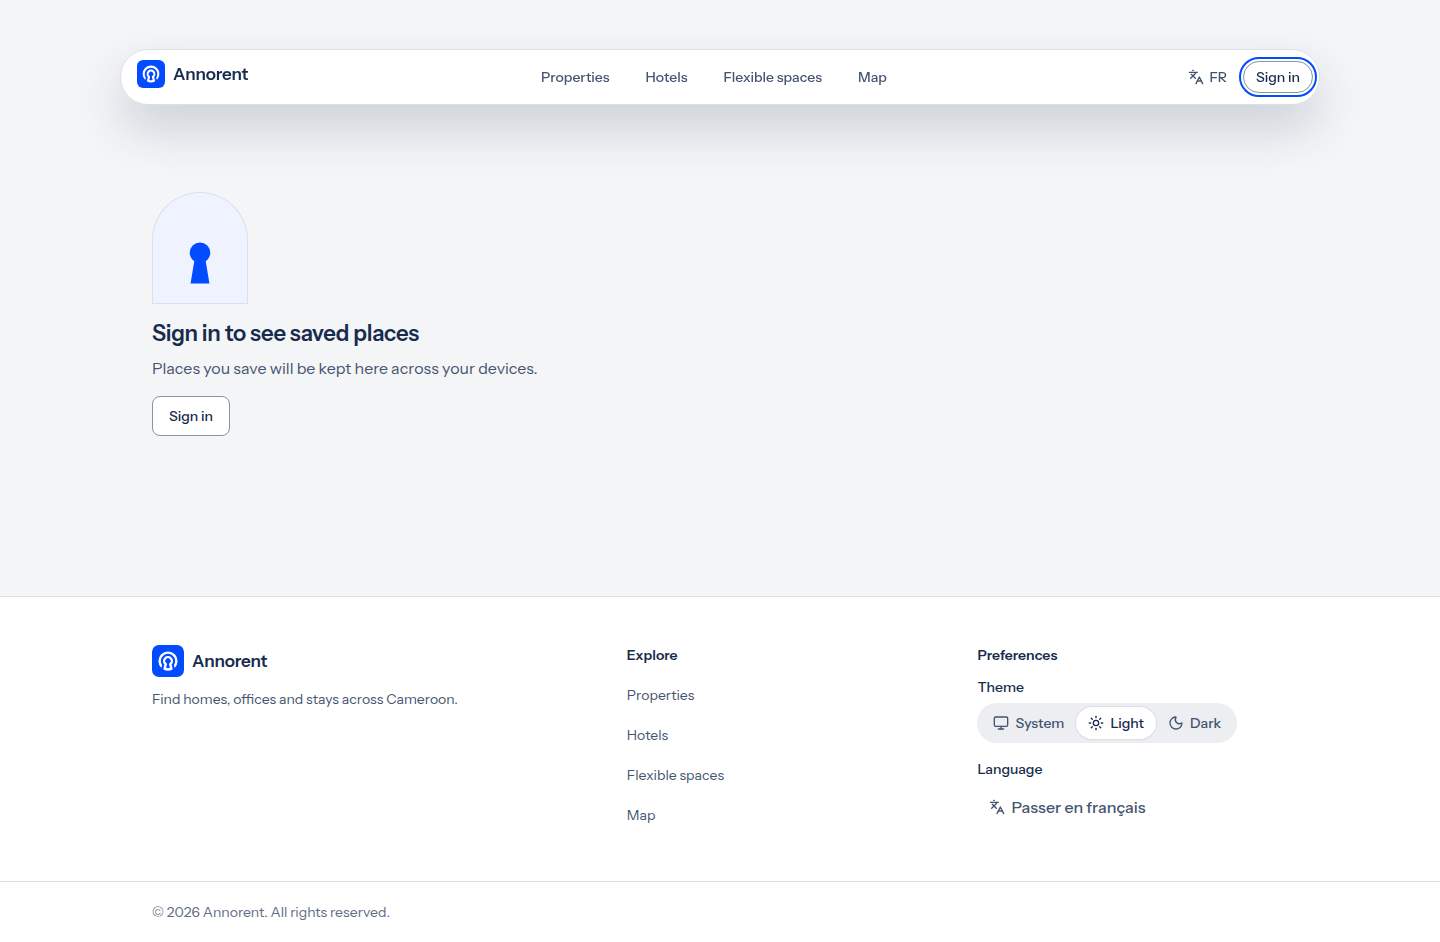 Annorent
Properties
Hotels
Flexible spaces
Map
FR
Sign in
Sign in to see saved places
Places you save will be kept here across your devices.
Sign in
Annorent
Find homes, offices and stays across Cameroon.
Explore
Properties
Hotels
Flexible spaces
Map
Preferences
Theme
System
Light
Dark
Language
Passer en français
© 2026 Annorent. All rights reserved.